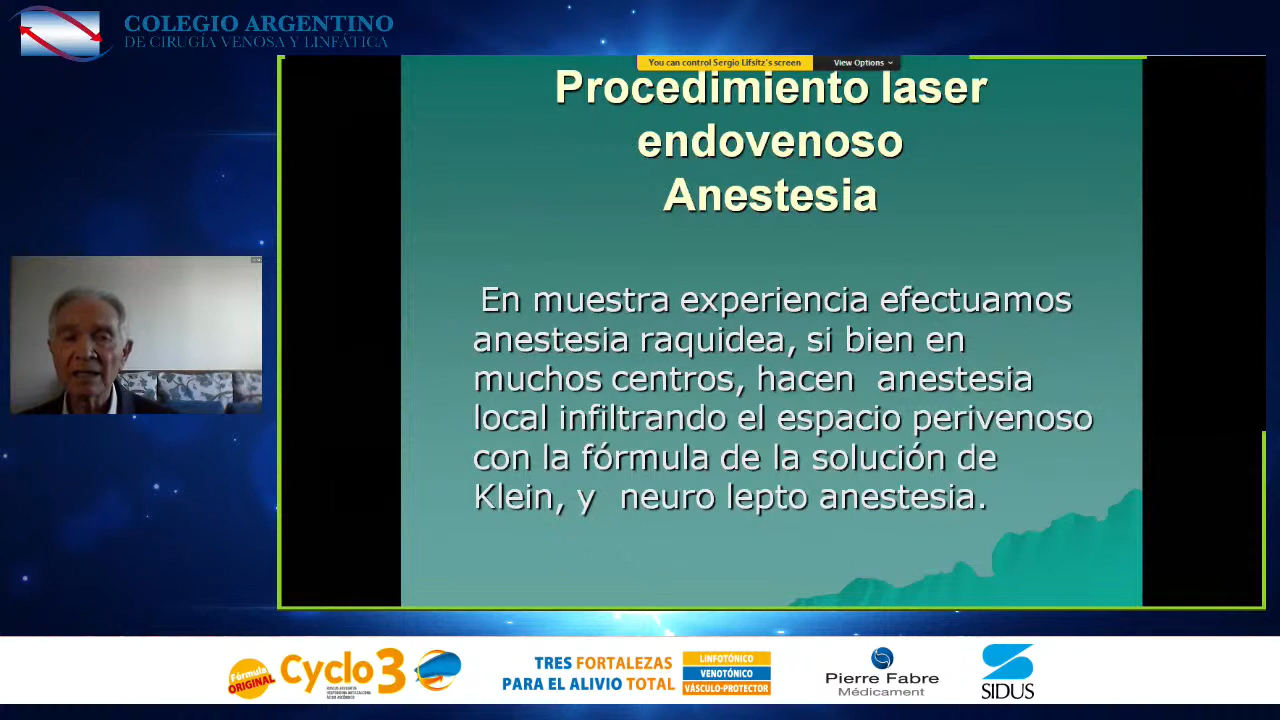 COLEGIO ARGENTINO
DE CIRUGÍA VENOSA Y LINFÁTICA
You can control Sergio Lifsitz's screen
View Options
Procedimiento laser
endovenoso
Anestesia
En muestra experiencia efectuamos
anestesia raquidea, si bien en
muchos centros, hacen anestesia
local infiltrando el espacio perivenoso
con la fórmula de la solución de
Klein, y neuro lepto anestesia.
Fórmula
ORIGINAL
Cyclo 3
TRES FORTALEZAS
PARA EL ALIVIO TOTAL
LINFOTÓNICO
VENOTÓNICO
VÁSCULO-PROTECTOR
Pierre Fabre
Médicament
SIDUS